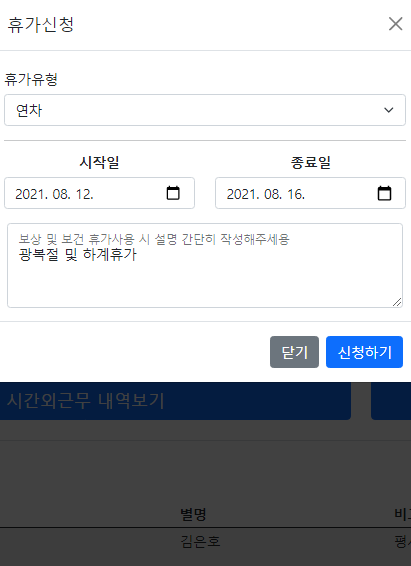 휴가신청
휴가유형
연차
시작일 종료일
2021. 08. 12. 2021. 08. 16.
보상 및 보건 휴가사용 시 설명 간단히 작성해주세용
광복절 및 하계휴가
닫기 신청하기
시간외근무 내역보기
별명
김은호